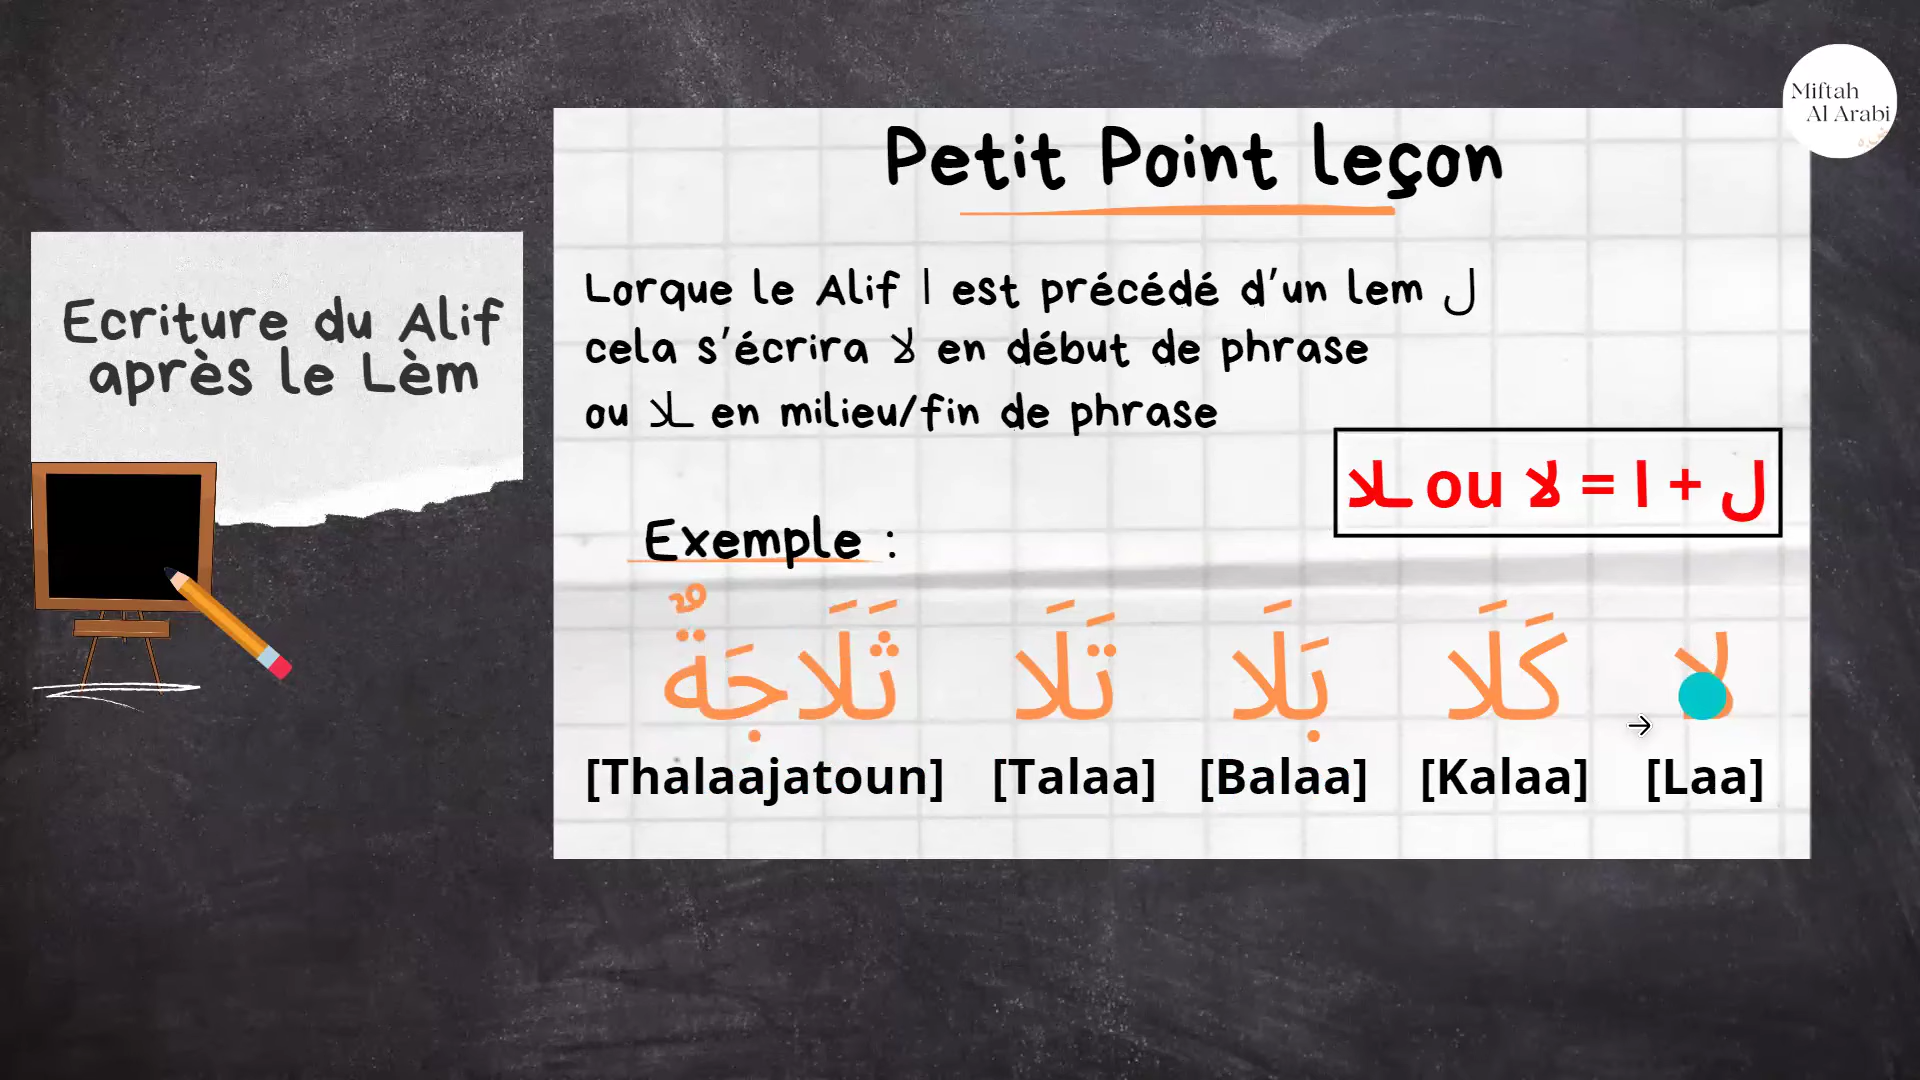 Miftah
Al Arabi
Ecriture du Alif
après le Lèm
Petit Point leçon
Lorque le Alif ا est précédé d'un lem ل
cela s'écrira لا en début de phrase
ou ـلا en milieu/fin de phrase
ل + ا = لا ou ـلا
Exemple :
لَا كَلَا بَلَا تَلَا ثَلَاجَةٌ
[Thalaajatoun] [Talaa] [Balaa] [Kalaa] [Laa]